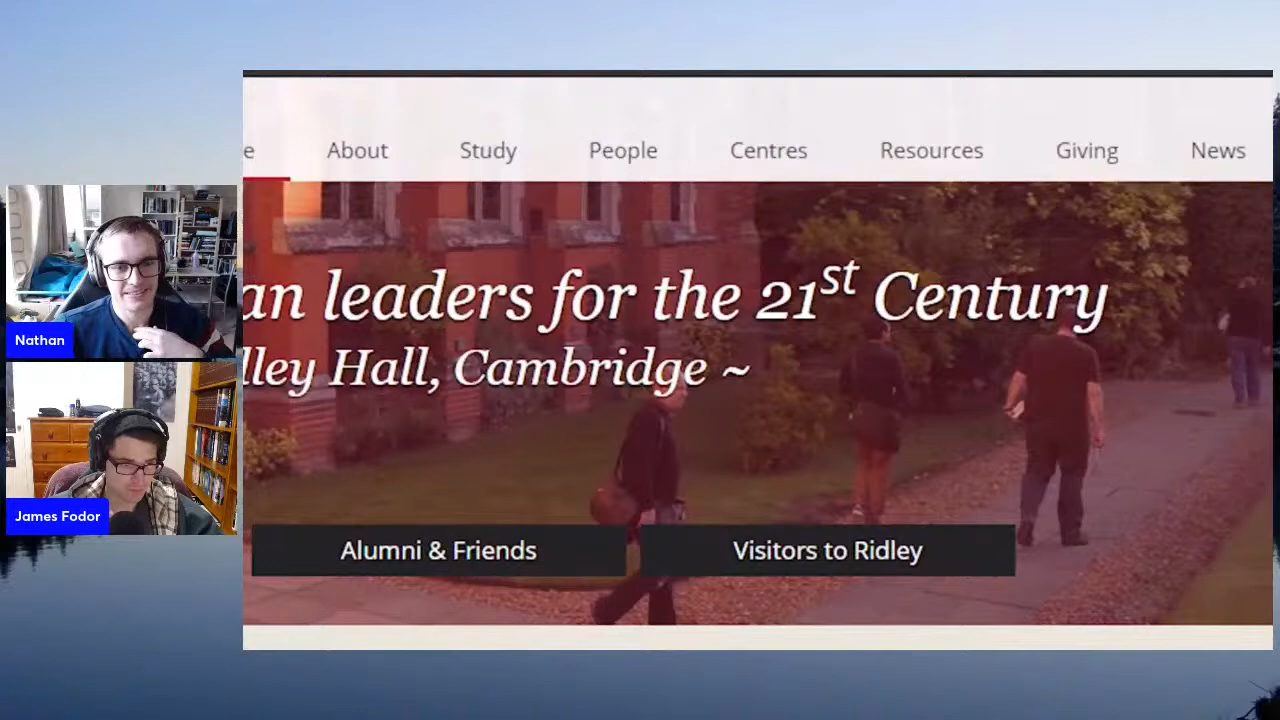 e About Study People Centres Resources Giving News
an leaders for the 21st Century
lley Hall, Cambridge ~
Alumni & Friends Visitors to Ridley
Nathan
James Fodor